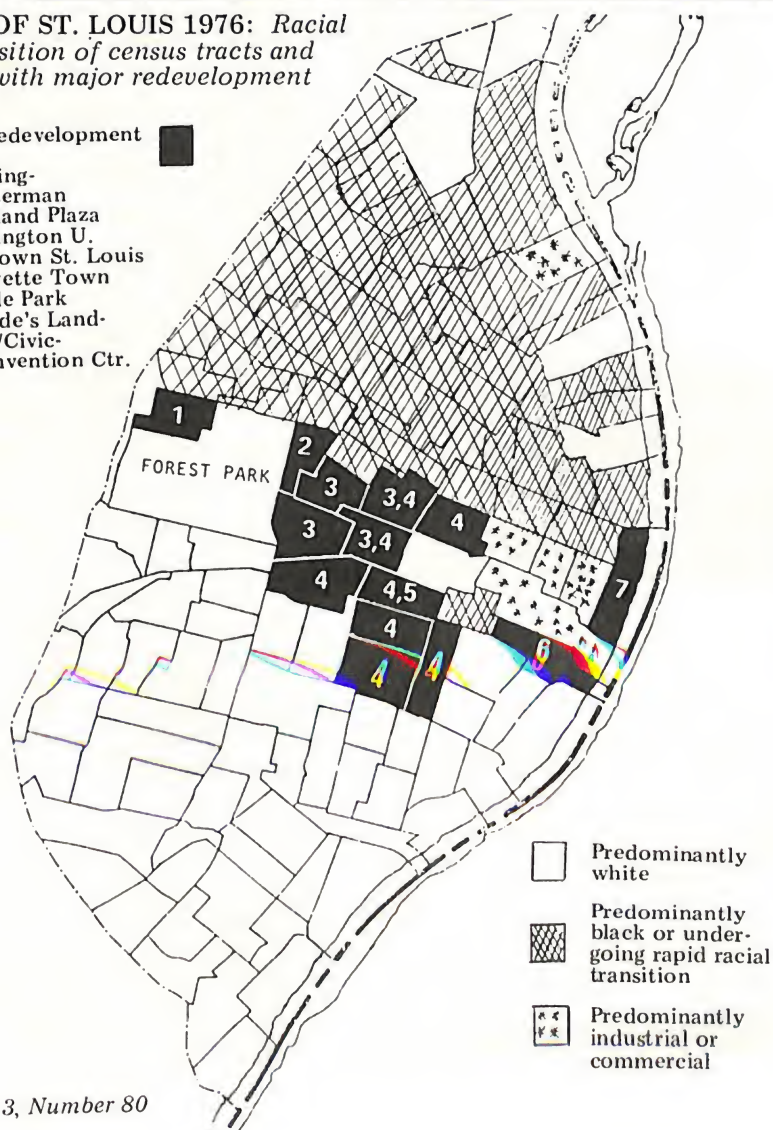 OF ST. LOUIS 1976: Racial
sition of census tracts and
with major redevelopment
edevelopment
ing-
erman
and Plaza
ngton U.
own St. Louis
ette Town
le Park
de's Land-
/Civic-
nvention Ctr.
1
FOREST PARK
2
3
3,4
4
3
3,4
7
4
4,5
4
6
4
4
Predominantly
white
Predominantly
black or under-
going rapid racial
transition
Predominantly
industrial or
commercial
3, Number 80